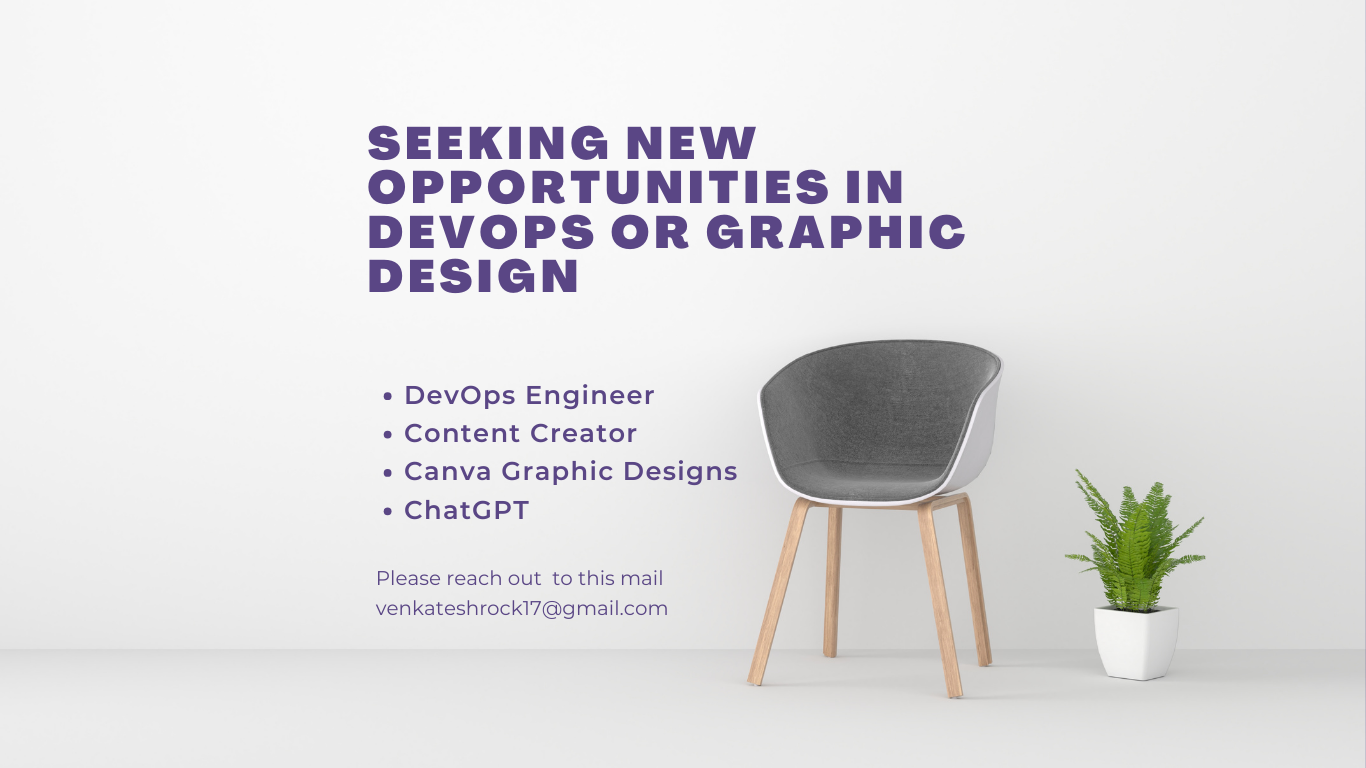 SEEKING NEW
OPPORTUNITIES IN
DEVOPS OR GRAPHIC
DESIGN
• DevOps Engineer
• Content Creator
• Canva Graphic Designs
• ChatGPT
Please reach out  to this mail
venkateshrock17@gmail.com